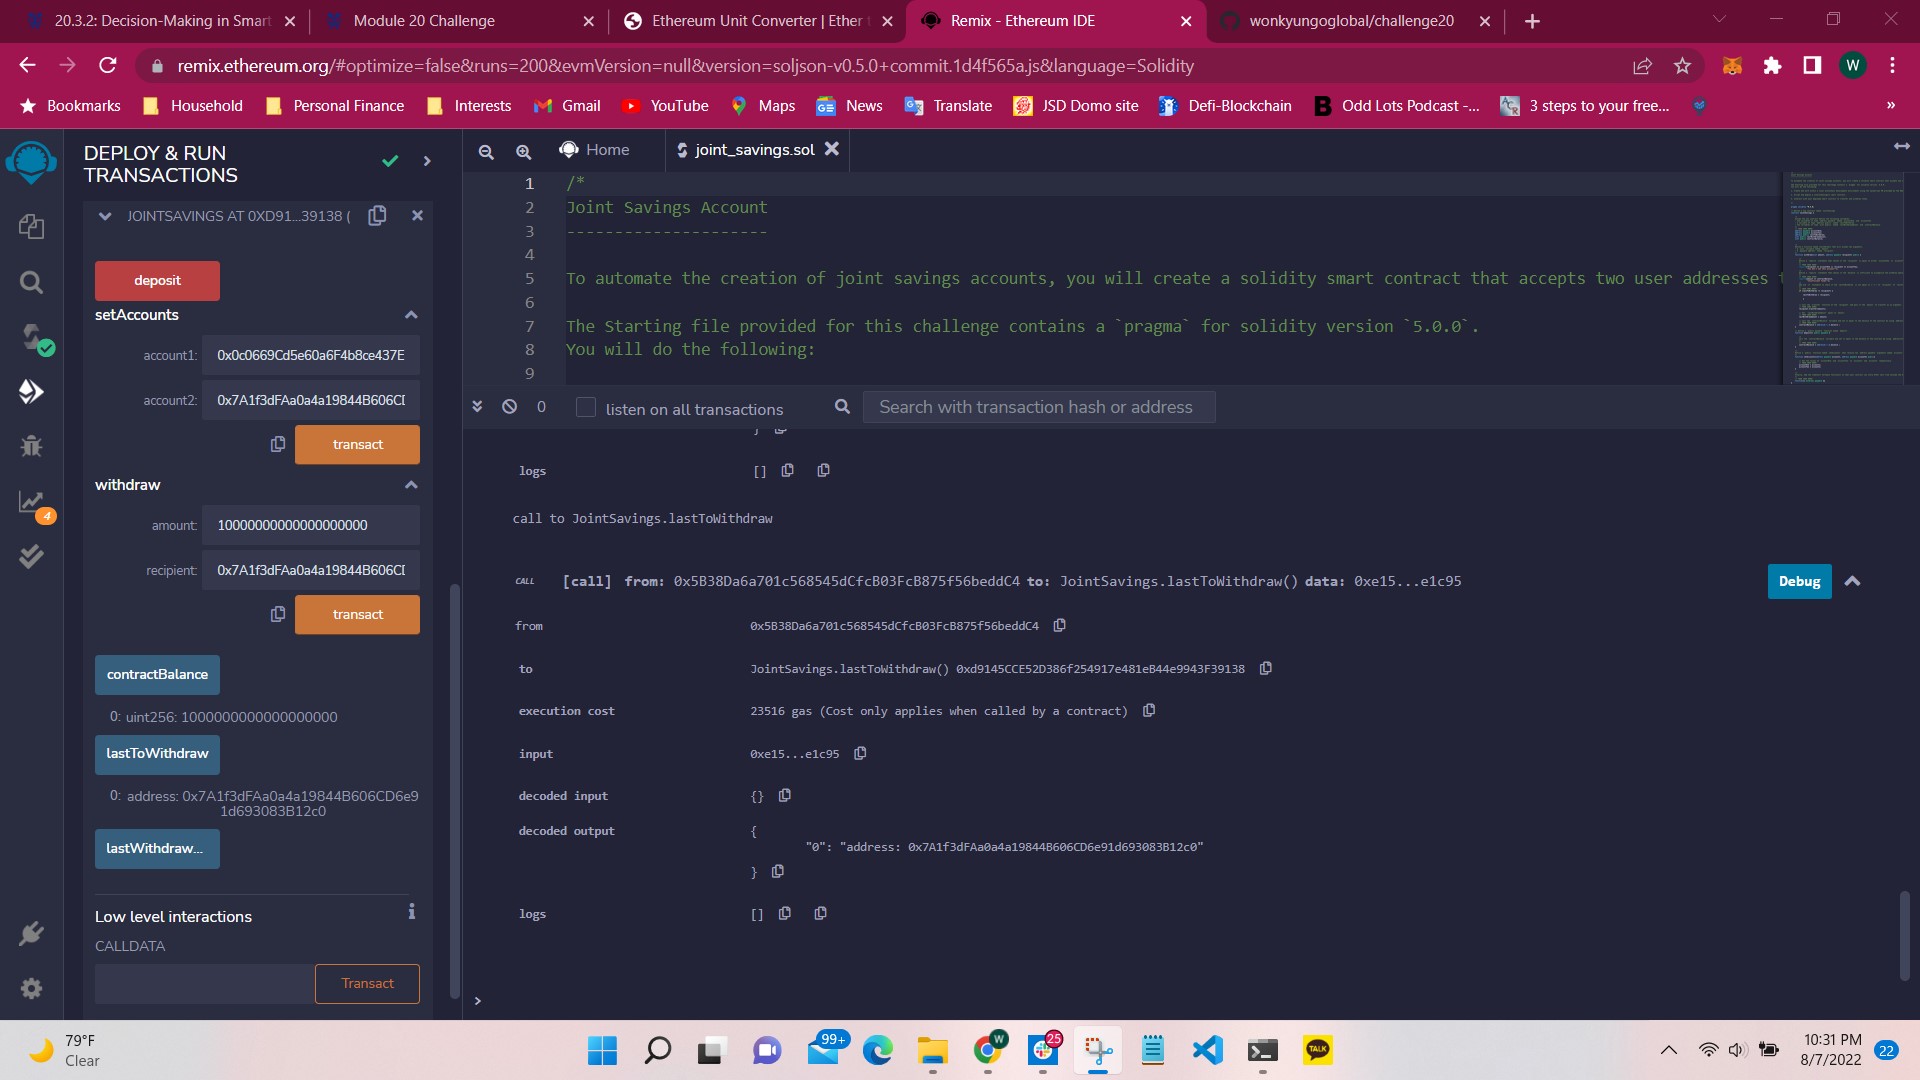 20.3.2: Decision-Making in Smart
Module 20 Challenge
Ethereum Unit Converter | Ether
Remix - Ethereum IDE
wonkyungoglobal/challenge20
remix.ethereum.org/#optimize=false&runs=200&evmVersion=null&version=soljson-v0.5.0+commit.1d4f565a.js&language=Solidity
W
Bookmarks
Household
Personal Finance
Interests
Gmail
YouTube
Maps
News
Translate
JSD Domo site
Defi-Blockchain
Odd Lots Podcast -...
3 steps to your free...
»
DEPLOY & RUN
TRANSACTIONS
JOINTSAVINGS AT 0XD91...39138 (
deposit
setAccounts
account1: 0x0c0669Cd5e60a6F4b8ce437E
account2: 0x7A1f3dFAa0a4a19844B606CD
transact
withdraw
amount: 10000000000000000000
recipient: 0x7A1f3dFAa0a4a19844B606CD
transact
contractBalance
0: uint256: 1000000000000000000
lastToWithdraw
0: address: 0x7A1f3dFAa0a4a19844B606CD6e9
1d693083B12c0
lastWithdraw...
Low level interactions
CALLDATA
Transact
4
Home
joint_savings.sol
1 /*
2 Joint Savings Account
3 ---------------------
4
5 To automate the creation of joint savings accounts, you will create a solidity smart contract that accepts two user addresses
6
7 The Starting file provided for this challenge contains a `pragma` for solidity version `5.0.0`.
8 You will do the following:
9
0
listen on all transactions
Search with transaction hash or address
logs []
call to JointSavings.lastToWithdraw
CALL [call] from: 0x5B38Da6a701c568545dCfcB03FcB875f56beddC4 to: JointSavings.lastToWithdraw() data: 0xe15...e1c95
Debug
from 0x5B38Da6a701c568545dCfcB03FcB875f56beddC4
to JointSavings.lastToWithdraw() 0xd9145CCE52D386f254917e481eB44e9943F39138
execution cost 23516 gas (Cost only applies when called by a contract)
input 0xe15...e1c95
decoded input {}
decoded output {
"0": "address: 0x7A1f3dFAa0a4a19844B606CD6e91d693083B12c0"
}
logs []
>
79°F
Clear
99+
W
25
TALK
10:31 PM
8/7/2022
22